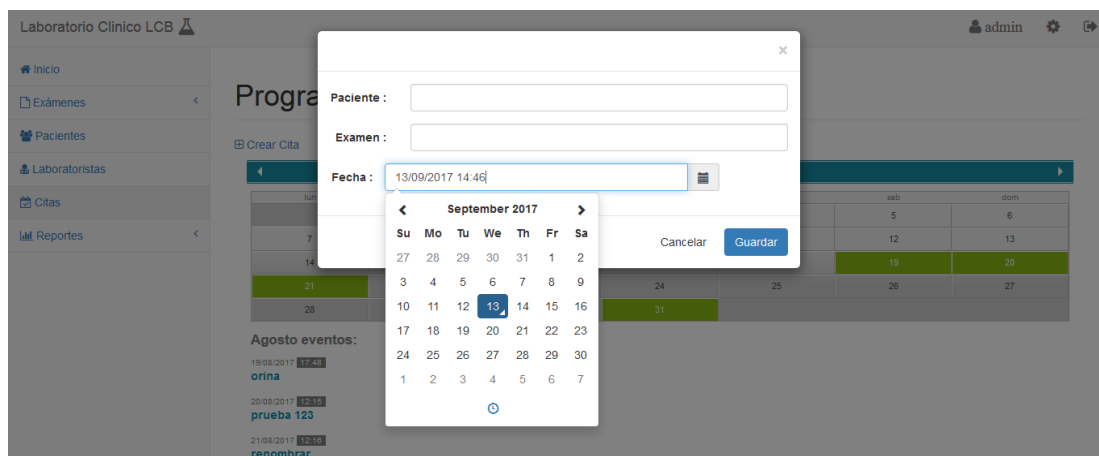 Laboratorio Clinico LCB
admin
×
Inicio
Exámenes
Pacientes
Laboratoristas
Citas
Reportes
Progra
Crear Cita
Paciente :
Examen :
Fecha :
13/09/2017 14:46
Cancelar
Guardar
September 2017
Su Mo Tu We Th Fr Sa
27 28 29 30 31 1 2
3 4 5 6 7 8 9
10 11 12 13 14 15 16
17 18 19 20 21 22 23
24 25 26 27 28 29 30
1 2 3 4 5 6 7
lun sab dom
5 6
7 12 13
14 19 20
21 24 25 26 27
28 31
Agosto eventos:
19/08/2017 17:48
orina
20/08/2017 12:15
prueba 123
21/08/2017 12:16
renombrar